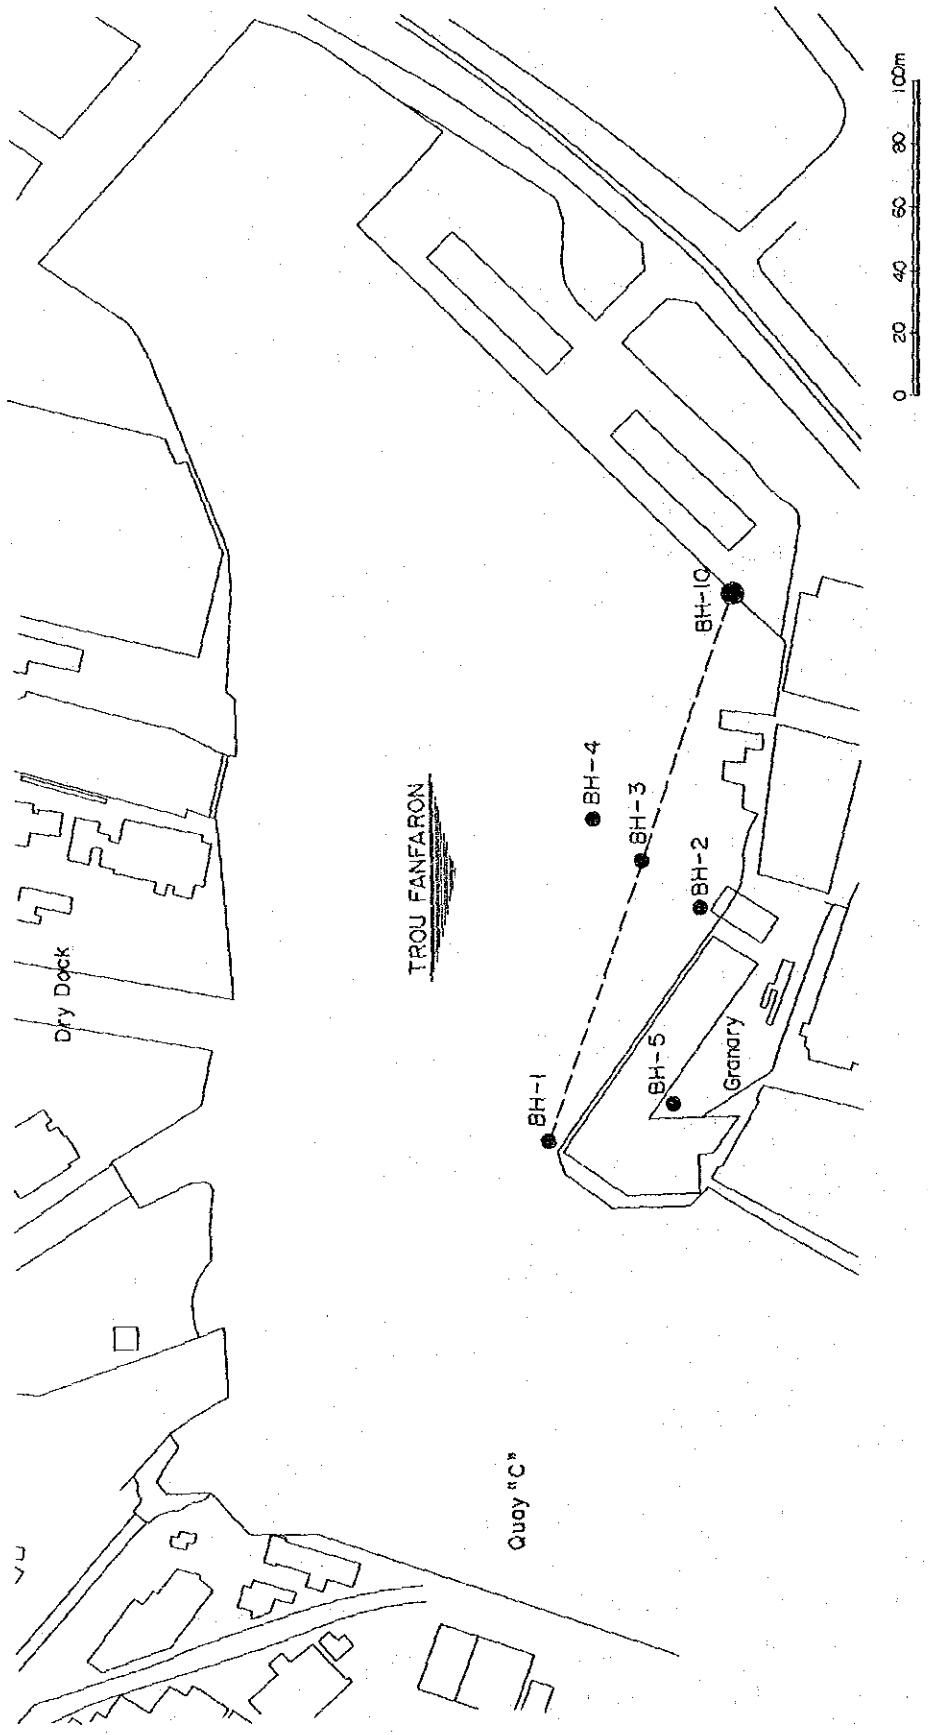 Dry Dock
TROU FANFARON
Quay "C"
BH-1
BH-5
Granary
BH-2
BH-3
BH-4
BH-10
0 20 40 60 80 100m